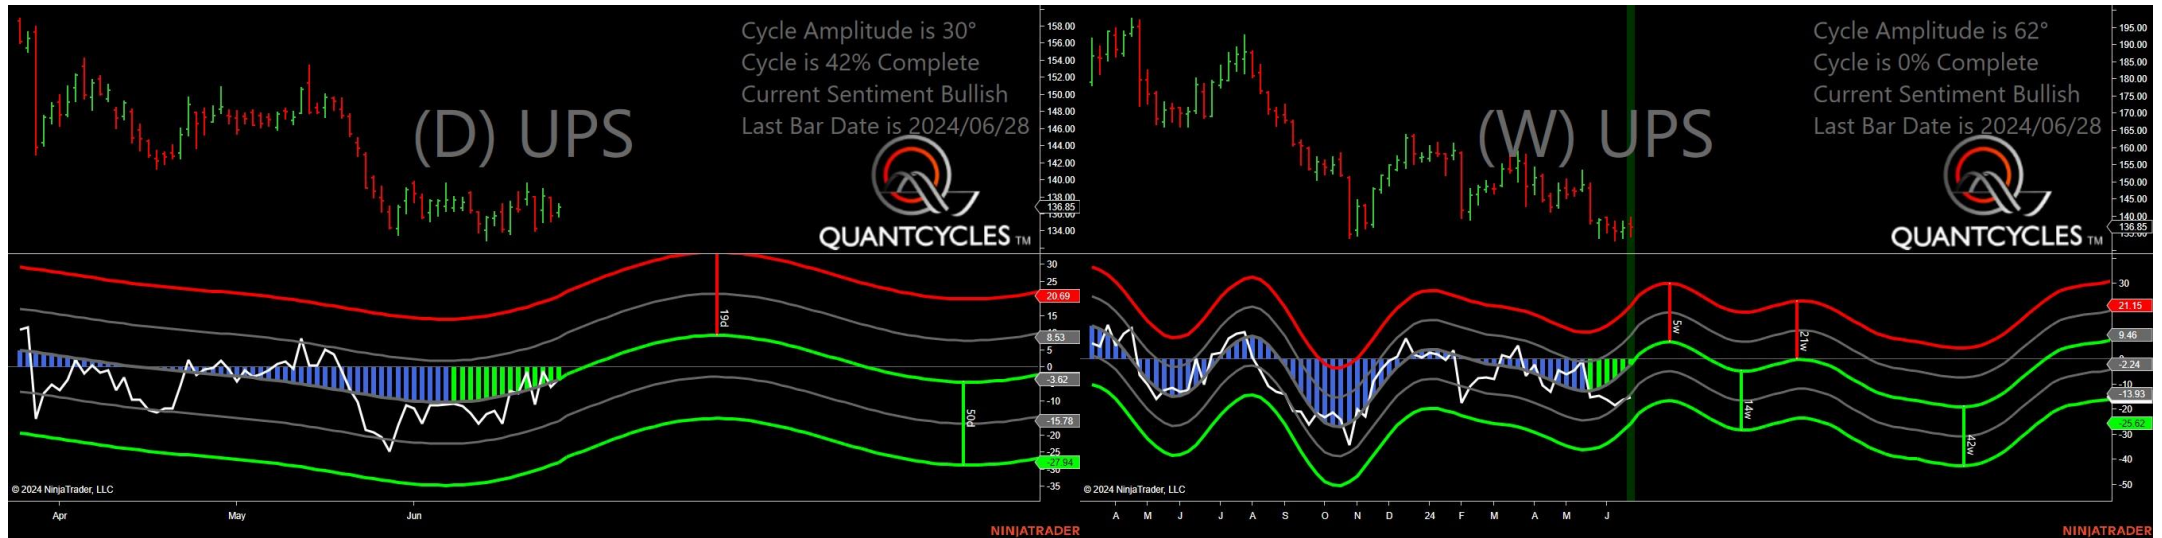 Cycle Amplitude is 30°
Cycle is 42% Complete
Current Sentiment Bullish
Last Bar Date is 2024/06/28
(D) UPS
QUANTCYCLES TM
158.00
156.00
154.00
152.00
150.00
148.00
146.00
144.00
142.00
140.00
138.00
136.85
136.00
134.00
30
25
20.69
15
8.53
5
0
-3.62
-10
-15.78
-20
-25
-27.94
-35
19d
50d
© 2024 NinjaTrader, LLC
Apr May Jun
NINJATRADER
Cycle Amplitude is 62°
Cycle is 0% Complete
Current Sentiment Bullish
Last Bar Date is 2024/06/28
(W) UPS
QUANTCYCLES TM
195.00
190.00
185.00
180.00
175.00
170.00
165.00
160.00
155.00
150.00
145.00
140.00
136.85
30
21.15
9.46
0
-2.24
-10
-13.93
-20
-25.62
-30
-40
-50
5w
21w
14w
42w
© 2024 NinjaTrader, LLC
A M J J A S O N D 24 F M A M J
NINJATRADER